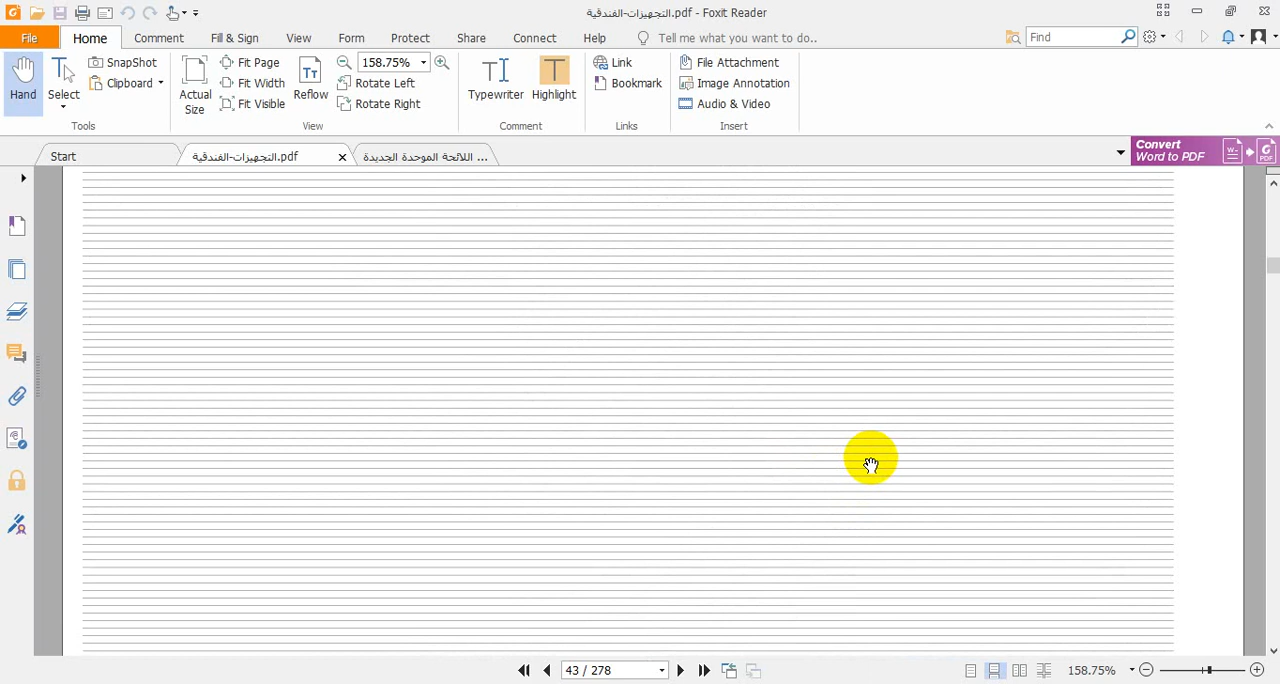 التجهيزات-الفندقية.pdf - Foxit Reader
File Home Comment Fill & Sign View Form Protect Share Connect Help Tell me what you want to do.. Find
Hand
Select
SnapShot
Clipboard
Tools
Actual Size
Fit Page
Fit Width
Fit Visible
Reflow
158.75%
Rotate Left
Rotate Right
View
Typewriter
Highlight
Comment
Link
Bookmark
Links
File Attachment
Image Annotation
Audio & Video
Insert
Start
التجهيزات-الفندقية.pdf
اللائحة الموحدة الجديدة ...
Convert
Word to PDF
PDF
43 / 278
158.75%